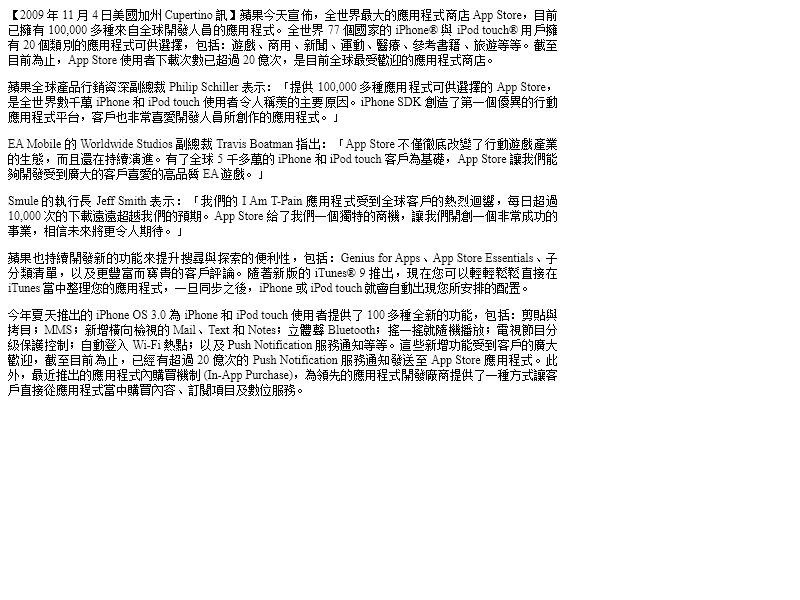 【2009 年 11 月 4 日美國加州 Cupertino 訊】蘋果今天宣佈，全世界最大的應用程式商店 App Store，目前
已擁有 100,000 多種來自全球開發人員的應用程式。全世界 77 個國家的 iPhone® 與 iPod touch® 用戶擁
有 20 個類別的應用程式可供選擇，包括：遊戲、商用、新聞、運動、醫療、參考書籍、旅遊等等。截至
目前為止，App Store 使用者下載次數已超過 20 億次，是目前全球最受歡迎的應用程式商店。
蘋果全球產品行銷資深副總裁 Philip Schiller 表示：「提供 100,000 多種應用程式可供選擇的 App Store，
是全世界數千萬 iPhone 和 iPod touch 使用者令人稱羨的主要原因。iPhone SDK 創造了第一個優異的行動
應用程式平台，客戶也非常喜愛開發人員所創作的應用程式。」
EA Mobile 的 Worldwide Studios 副總裁 Travis Boatman 指出：「App Store 不僅徹底改變了行動遊戲產業
的生態，而且還在持續演進。有了全球 5 千多萬的 iPhone 和 iPod touch 客戶為基礎，App Store 讓我們能
夠開發受到廣大的客戶喜愛的高品質 EA 遊戲。」
Smule 的執行長 Jeff Smith 表示：「我們的 I Am T-Pain 應用程式受到全球客戶的熱烈迴響，每日超過
10,000 次的下載遠遠超越我們的預期。App Store 給了我們一個獨特的商機，讓我們開創一個非常成功的
事業，相信未來將更令人期待。」
蘋果也持續開發新的功能來提升搜尋與探索的便利性，包括：Genius for Apps、App Store Essentials、子
分類清單，以及更豐富而寶貴的客戶評論。隨著新版的 iTunes® 9 推出，現在您可以輕輕鬆鬆直接在
iTunes 當中整理您的應用程式，一旦同步之後，iPhone 或 iPod touch 就會自動出現您所安排的配置。
今年夏天推出的 iPhone OS 3.0 為 iPhone 和 iPod touch 使用者提供了 100 多種全新的功能，包括：剪貼與
拷貝；MMS；新增橫向檢視的 Mail、Text 和 Notes；立體聲 Bluetooth；搖一搖就隨機播放；電視節目分
級保護控制；自動登入 Wi-Fi 熱點；以及 Push Notification 服務通知等等。這些新增功能受到客戶的廣大
歡迎，截至目前為止，已經有超過 20 億次的 Push Notification 服務通知發送至 App Store 應用程式。此
外，最近推出的應用程式內購買機制 (In-App Purchase)，為領先的應用程式開發廠商提供了一種方式讓客
戶直接從應用程式當中購買內容、訂閱項目及數位服務。